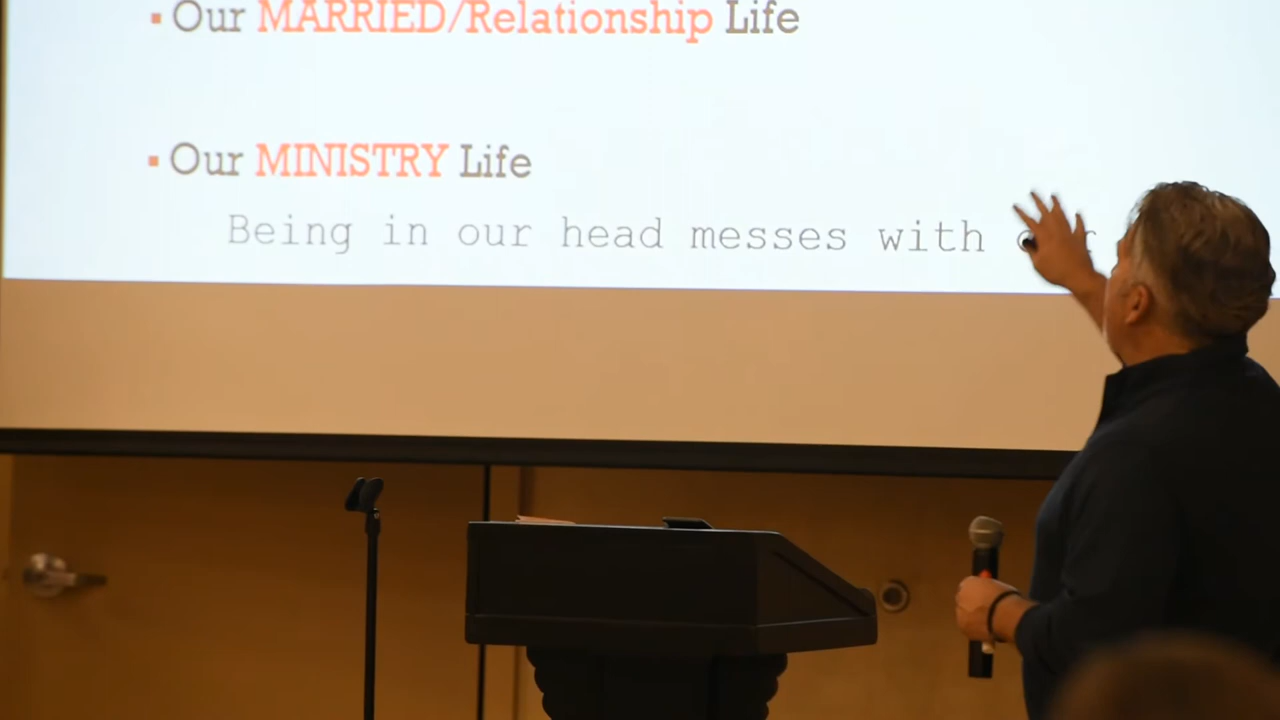 ▪ Our MARRIED/Relationship Life
▪ Our MINISTRY Life
Being in our head messes with